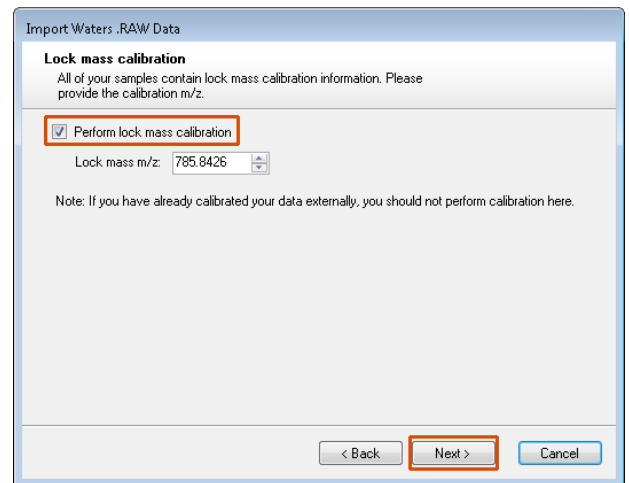 Import Waters .RAW Data
Lock mass calibration
All of your samples contain lock mass calibration information. Please
provide the calibration m/z.
Perform lock mass calibration
Lock mass m/z: 785.8426
Note: If you have already calibrated your data externally, you should not perform calibration here.
< Back Next > Cancel